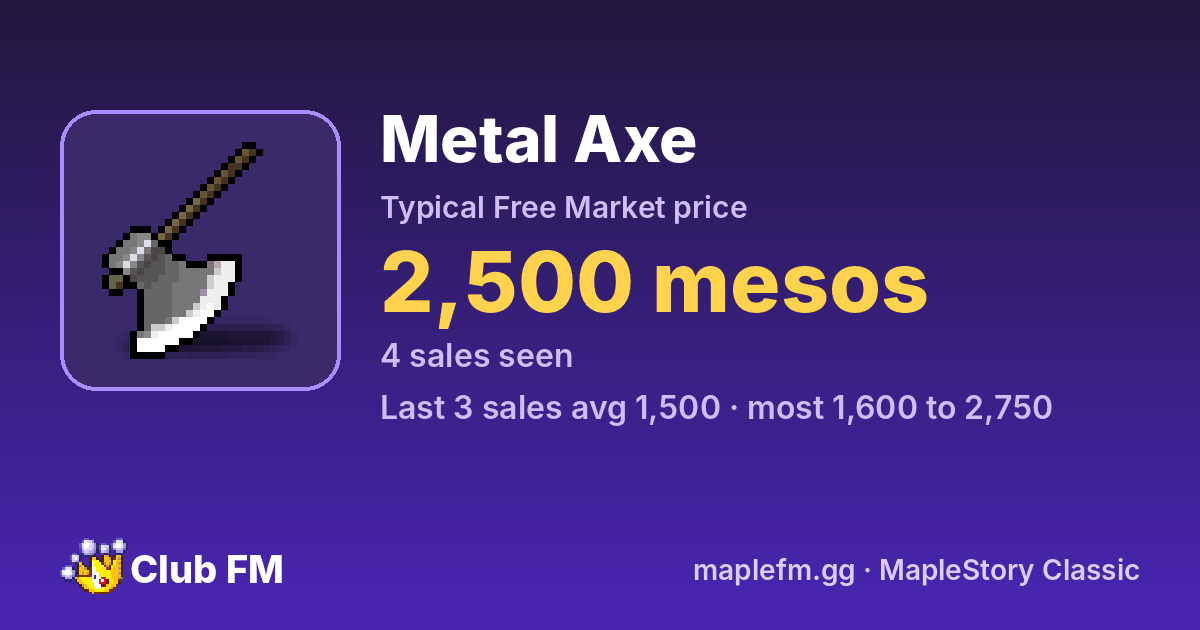 Metal Axe
Typical Free Market price
2,500 mesos
4 sales seen
Last 3 sales avg 1,500 · most 1,600 to 2,750
Club FM
maplefm.gg · MapleStory Classic